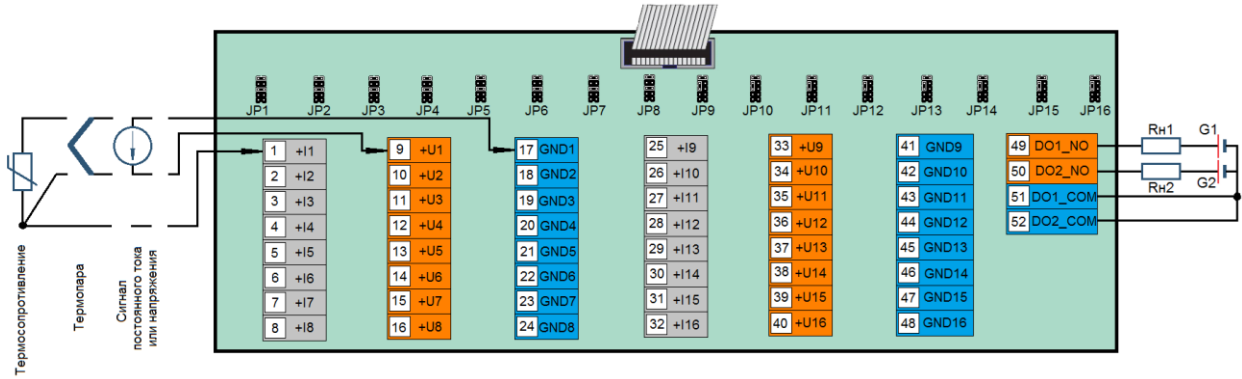 JP1
JP2
JP3
JP4
JP5
JP6
JP7
JP8
JP9
JP10
JP11
JP12
JP13
JP14
JP15
JP16
1 +I1
2 +I2
3 +I3
4 +I4
5 +I5
6 +I6
7 +I7
8 +I8
9 +U1
10 +U2
11 +U3
12 +U4
13 +U5
14 +U6
15 +U7
16 +U8
17 GND1
18 GND2
19 GND3
20 GND4
21 GND5
22 GND6
23 GND7
24 GND8
25 +I9
26 +I10
27 +I11
28 +I12
29 +I13
30 +I14
31 +I15
32 +I16
33 +U9
34 +U10
35 +U11
36 +U12
37 +U13
38 +U14
39 +U15
40 +U16
41 GND9
42 GND10
43 GND11
44 GND12
45 GND13
46 GND14
47 GND15
48 GND16
49 DO1_NO
50 DO2_NO
51 DO1_COM
52 DO2_COM
Rн1
G1
Rн2
G2
Термосопротивление
Термопара
Сигнал
постоянного тока
или напряжения